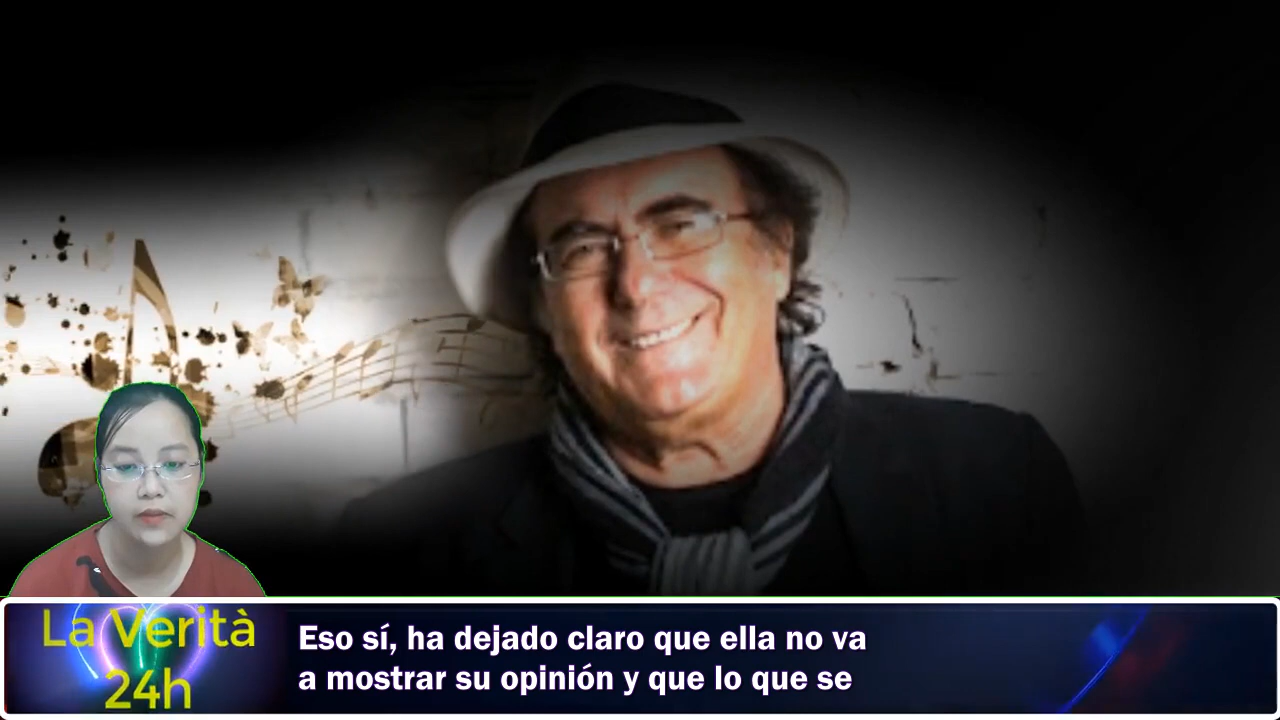 La Verità
24h
Eso sí, ha dejado claro que ella no va
a mostrar su opinión y que lo que se